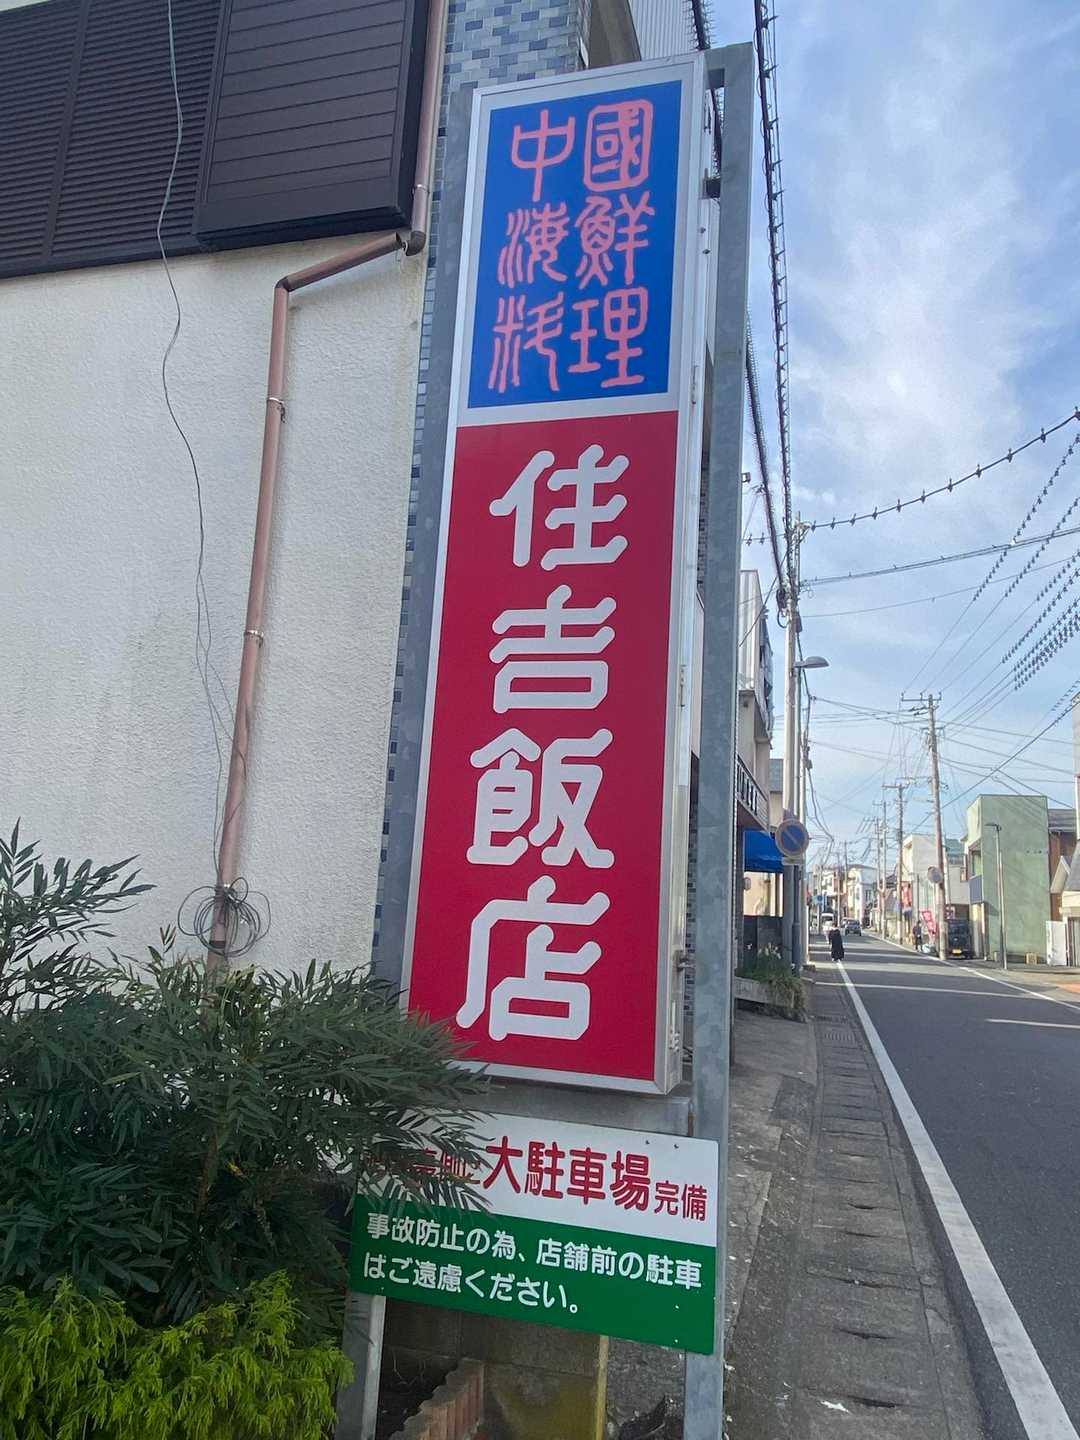 中國
海鮮
料理
住吉飯店
大駐車場完備
事故防止の為、店舗前の駐車
はご遠慮ください。